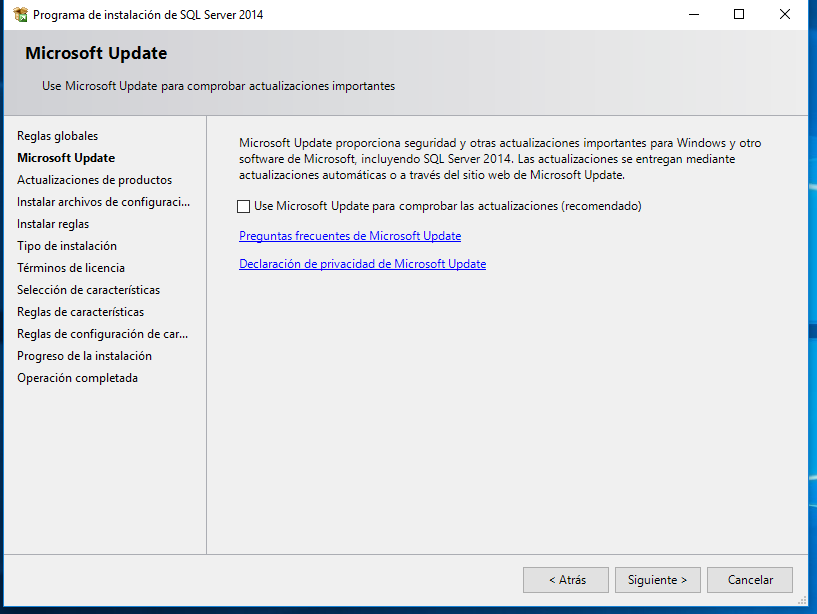 Programa de instalación de SQL Server 2014
Microsoft Update
Use Microsoft Update para comprobar actualizaciones importantes
Reglas globales
Microsoft Update
Actualizaciones de productos
Instalar archivos de configuraci...
Instalar reglas
Tipo de instalación
Términos de licencia
Selección de características
Reglas de características
Reglas de configuración de car...
Progreso de la instalación
Operación completada
Microsoft Update proporciona seguridad y otras actualizaciones importantes para Windows y otro
software de Microsoft, incluyendo SQL Server 2014. Las actualizaciones se entregan mediante
actualizaciones automáticas o a través del sitio web de Microsoft Update.
Use Microsoft Update para comprobar las actualizaciones (recomendado)
Preguntas frecuentes de Microsoft Update
Declaración de privacidad de Microsoft Update
< Atrás
Siguiente >
Cancelar